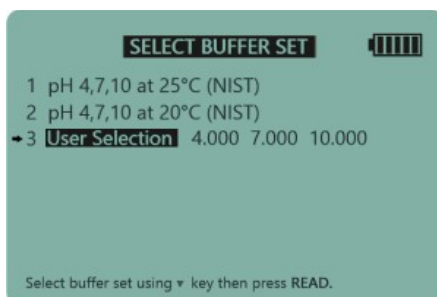 SELECT BUFFER SET
1 pH 4,7,10 at 25°C (NIST)
2 pH 4,7,10 at 20°C (NIST)
3 User Selection 4.000 7.000 10.000
Select buffer set using ▾ key then press READ.